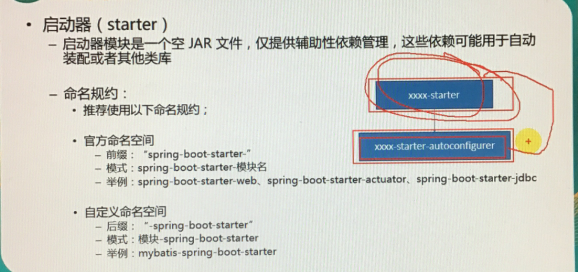 • 启动器（starter）
– 启动器模块是一个空 JAR 文件，仅提供辅助性依赖管理，这些依赖可能用于自动
装配或者其他类库
– 命名规约：
• 推荐使用以下命名规约；
• 官方命名空间
– 前缀：“spring-boot-starter-”
– 模式：spring-boot-starter-模块名
– 举例：spring-boot-starter-web、spring-boot-starter-actuator、spring-boot-starter-jdbc
• 自定义命名空间
– 后缀：“-spring-boot-starter”
– 模式：模块-spring-boot-starter
– 举例：mybatis-spring-boot-starter
xxxx-starter
xxxx-starter-autoconfigurer